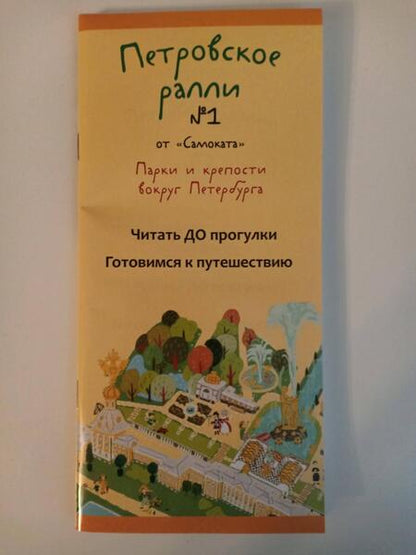 Петровское
ралли
№1
от «Самоката»
Парки и крепости
вокруг Петербурга
Читать ДО прогулки
Готовимся к путешествию